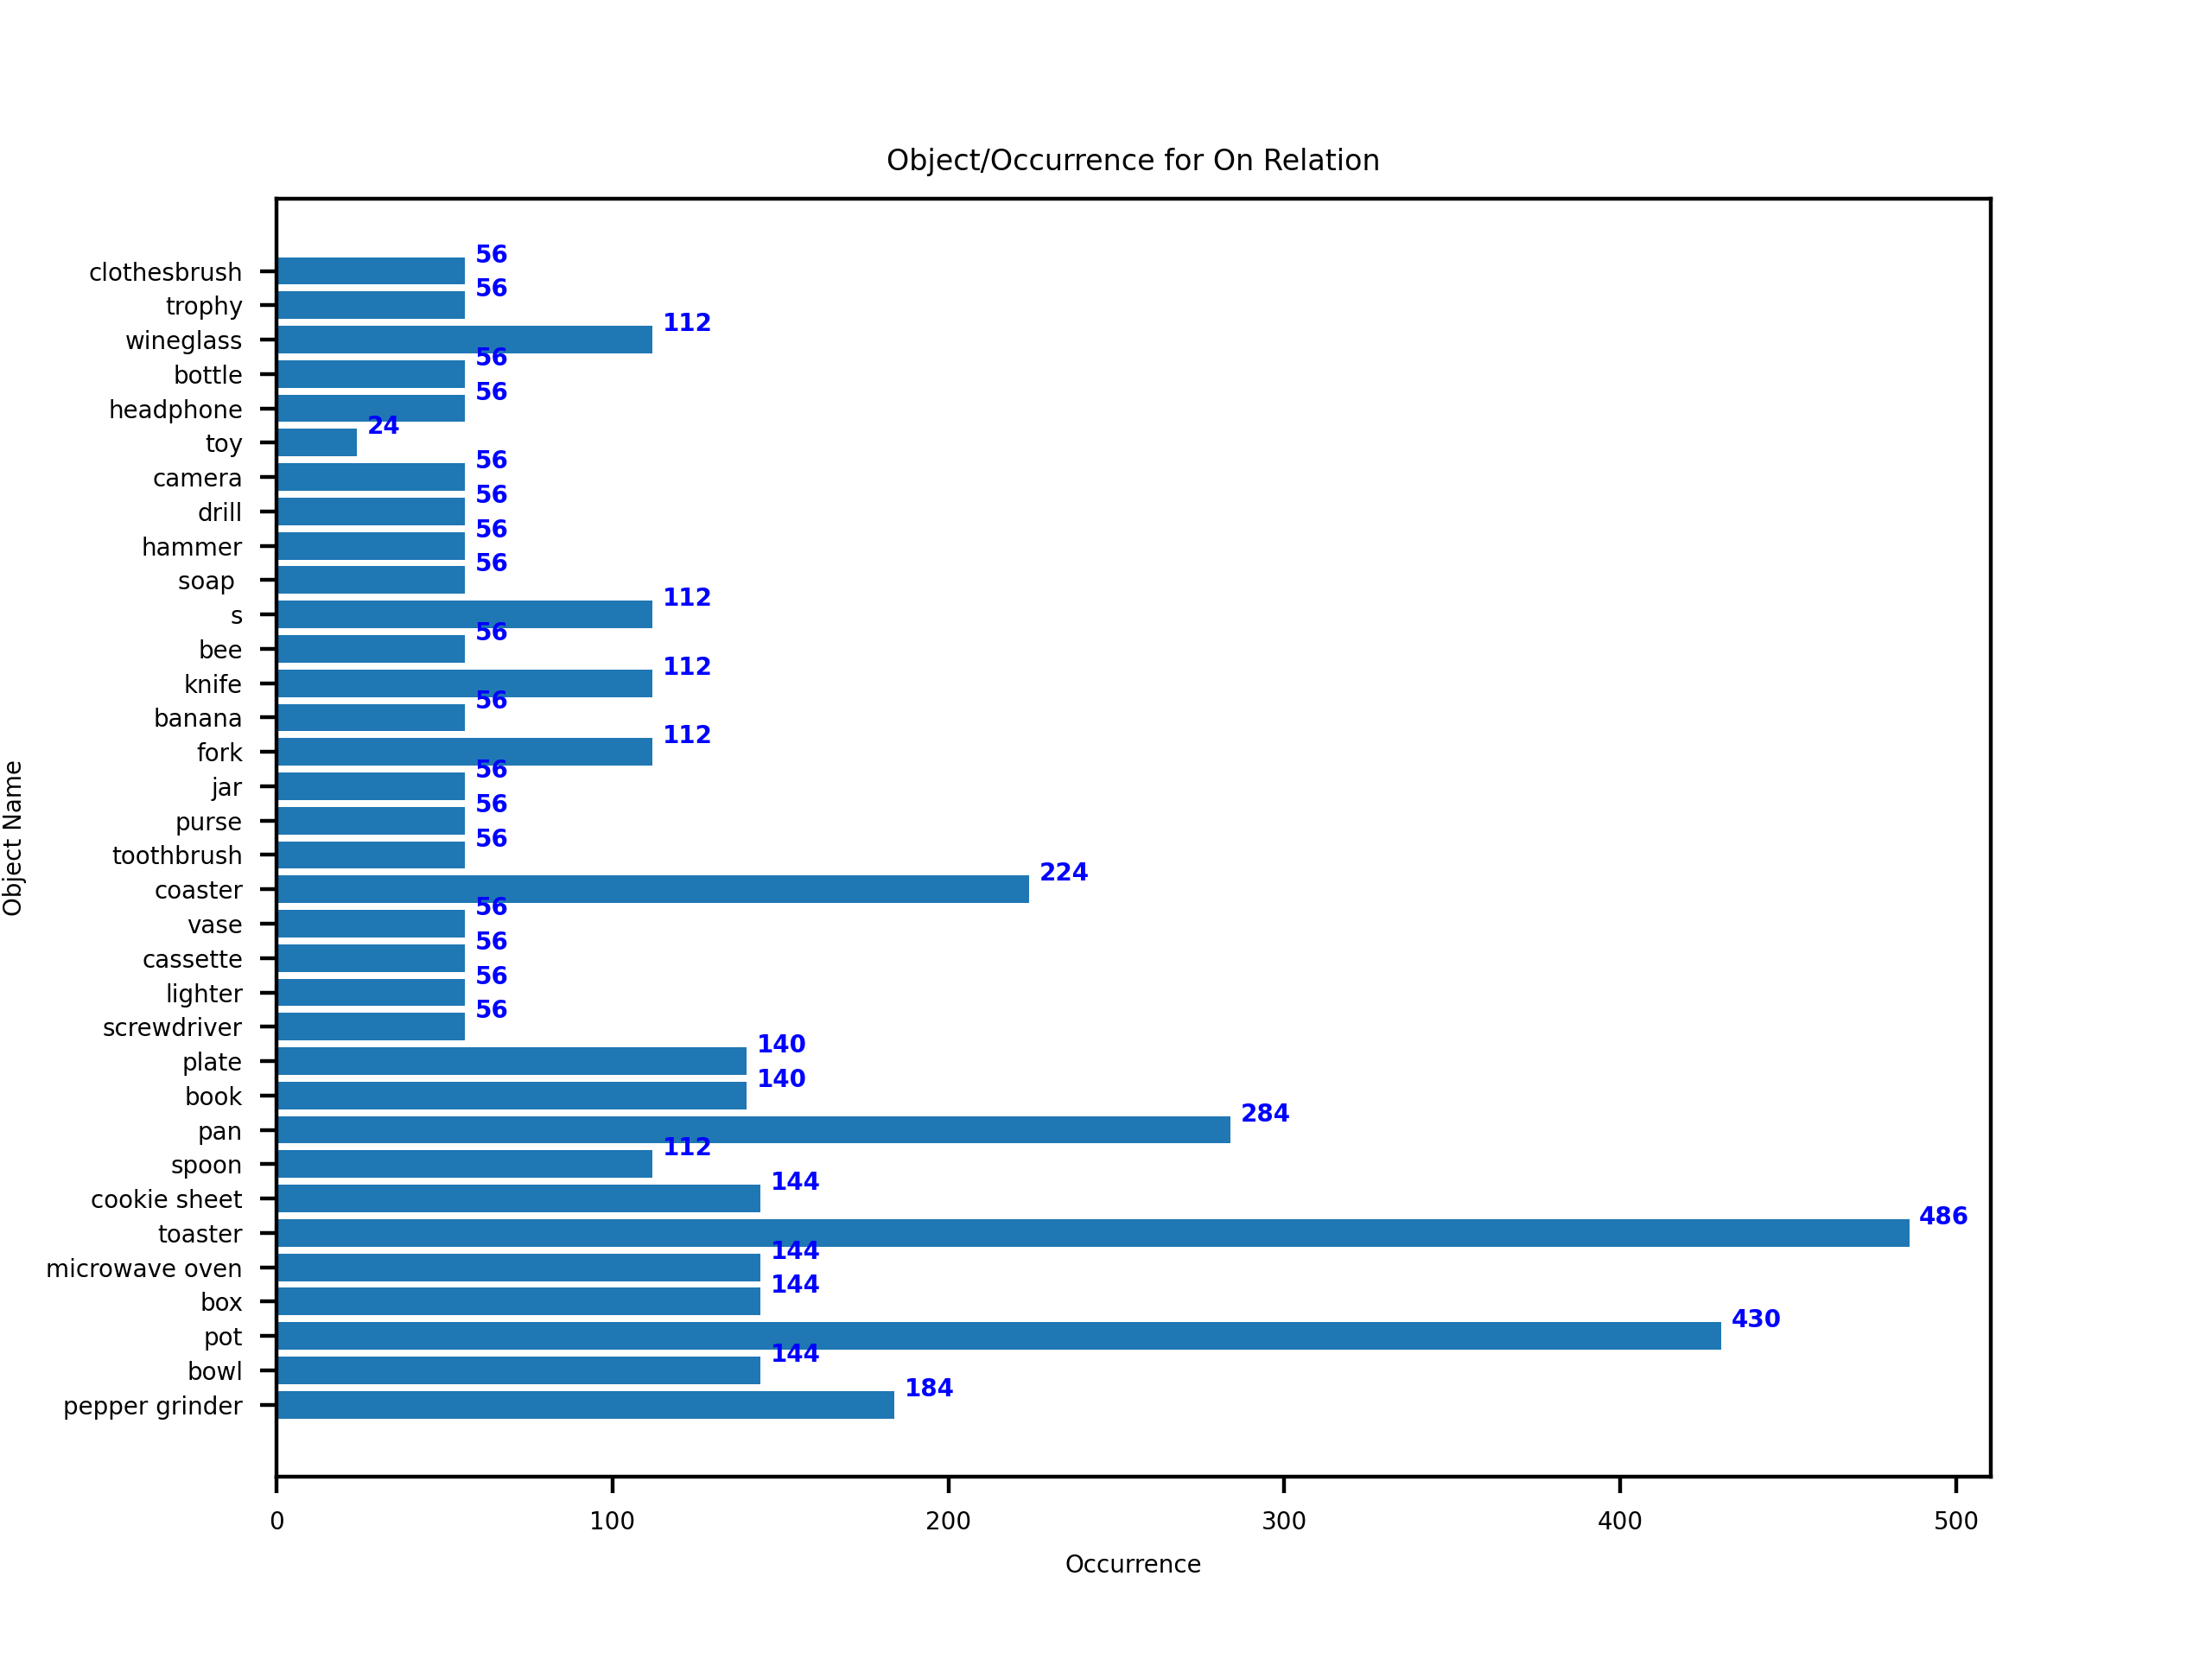 Object/Occurrence for On Relation
clothesbrush 56
trophy 56
wineglass 112
bottle 56
headphone 56
toy 24
camera 56
drill 56
hammer 56
soap 56
s 112
bee 56
knife 112
banana 56
fork 112
jar 56
purse 56
toothbrush 56
coaster 224
vase 56
cassette 56
lighter 56
screwdriver 56
plate 140
book 140
pan 284
spoon 112
cookie sheet 144
toaster 486
microwave oven 144
box 144
pot 430
bowl 144
pepper grinder 184
Object Name
0 100 200 300 400 500
Occurrence